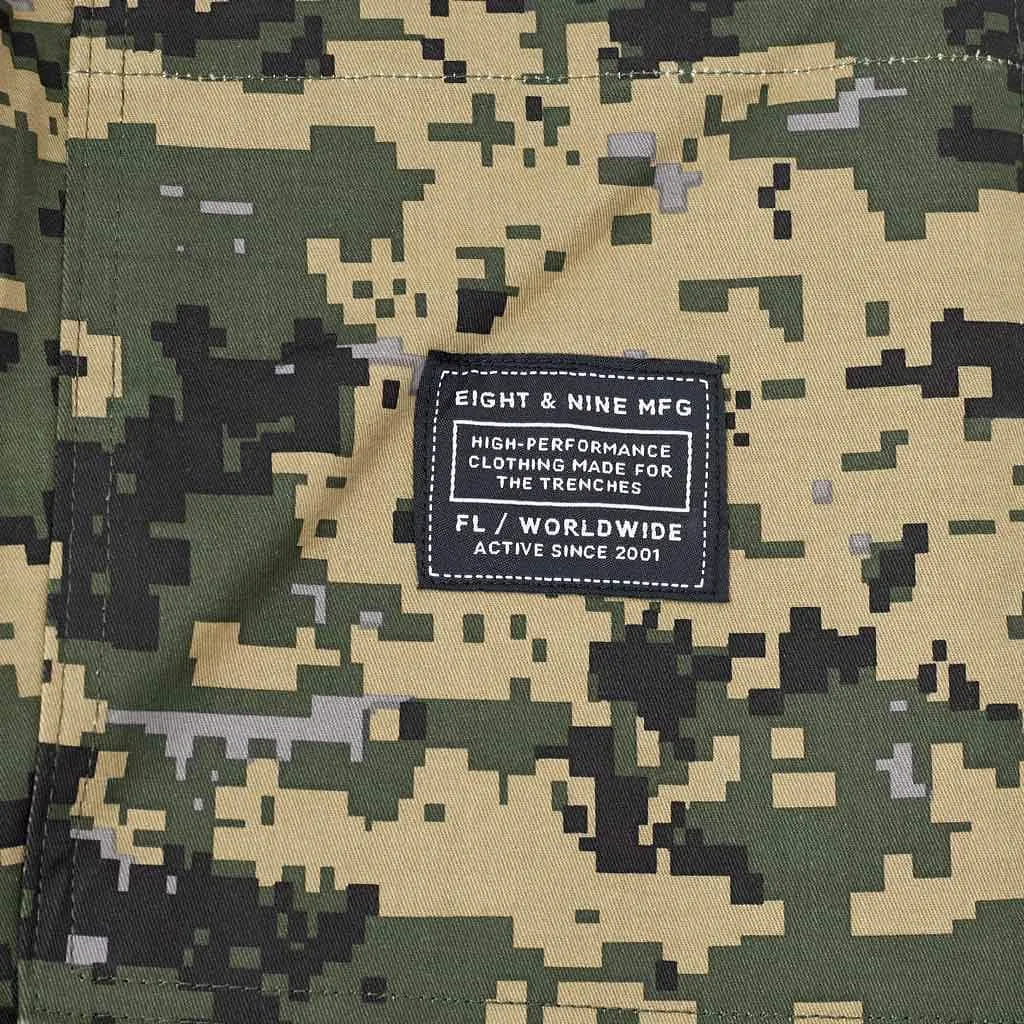 EIGHT & NINE MFG
HIGH-PERFORMANCE
CLOTHING MADE FOR
THE TRENCHES
FL / WORLDWIDE
ACTIVE SINCE 2001